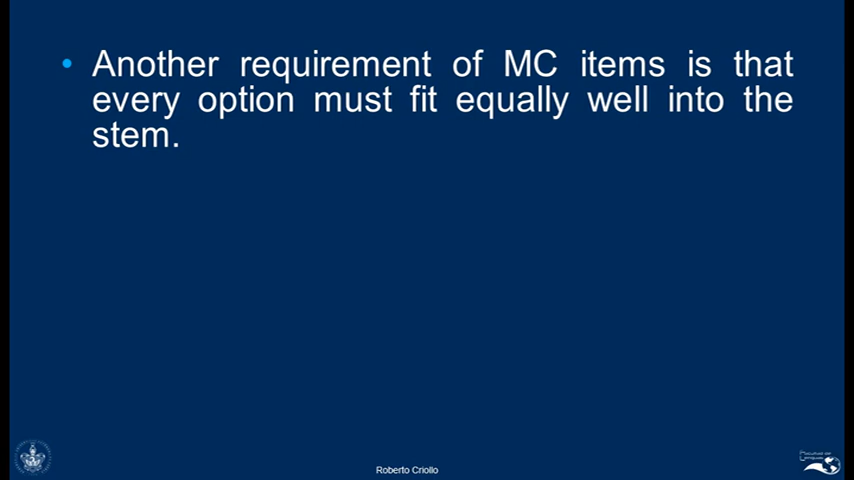 • Another requirement of MC items is that
every option must fit equally well into the
stem.
Roberto Criollo